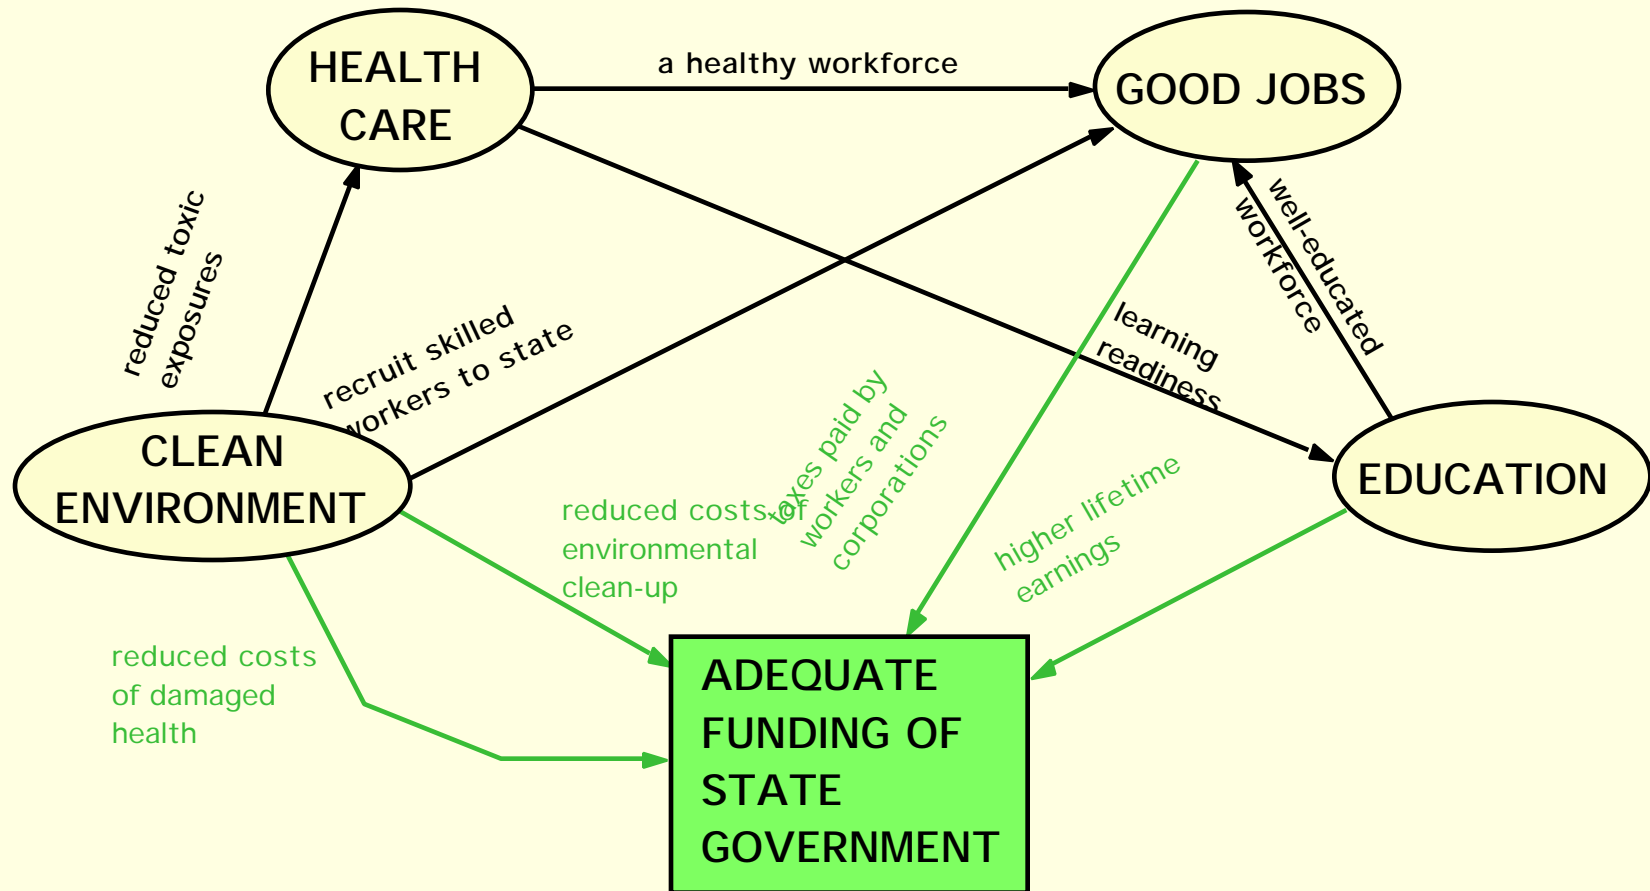 HEALTH
CARE
a healthy workforce
GOOD JOBS
reduced toxic
exposures
recruit skilled
workers to state
well-educated
workforce
learning
readiness
CLEAN
ENVIRONMENT
EDUCATION
taxes paid by
workers and
corporations
reduced costs of
environmental
clean-up
higher lifetime
earnings
reduced costs
of damaged
health
ADEQUATE
FUNDING OF
STATE
GOVERNMENT